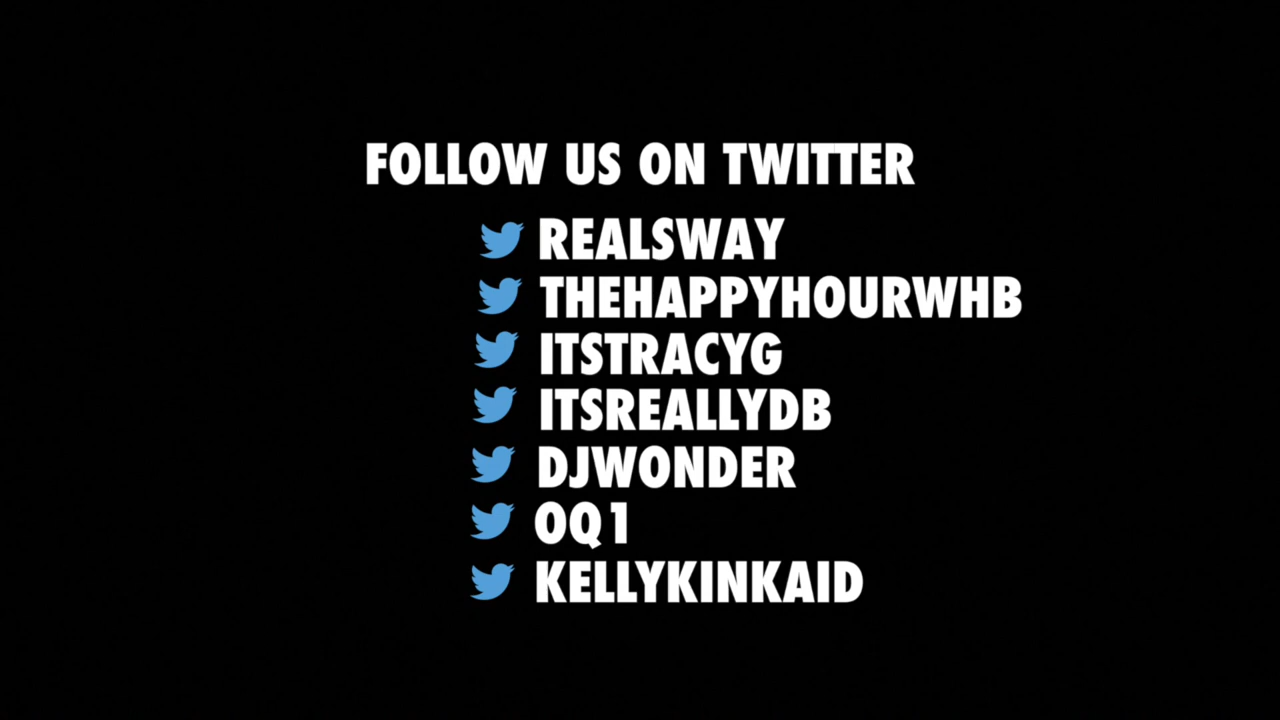 FOLLOW US ON TWITTER
REALSWAY
THEHAPPYHOURWHB
ITSTRACYG
ITSREALLYDB
DJWONDER
OQ1
KELLYKINKAID